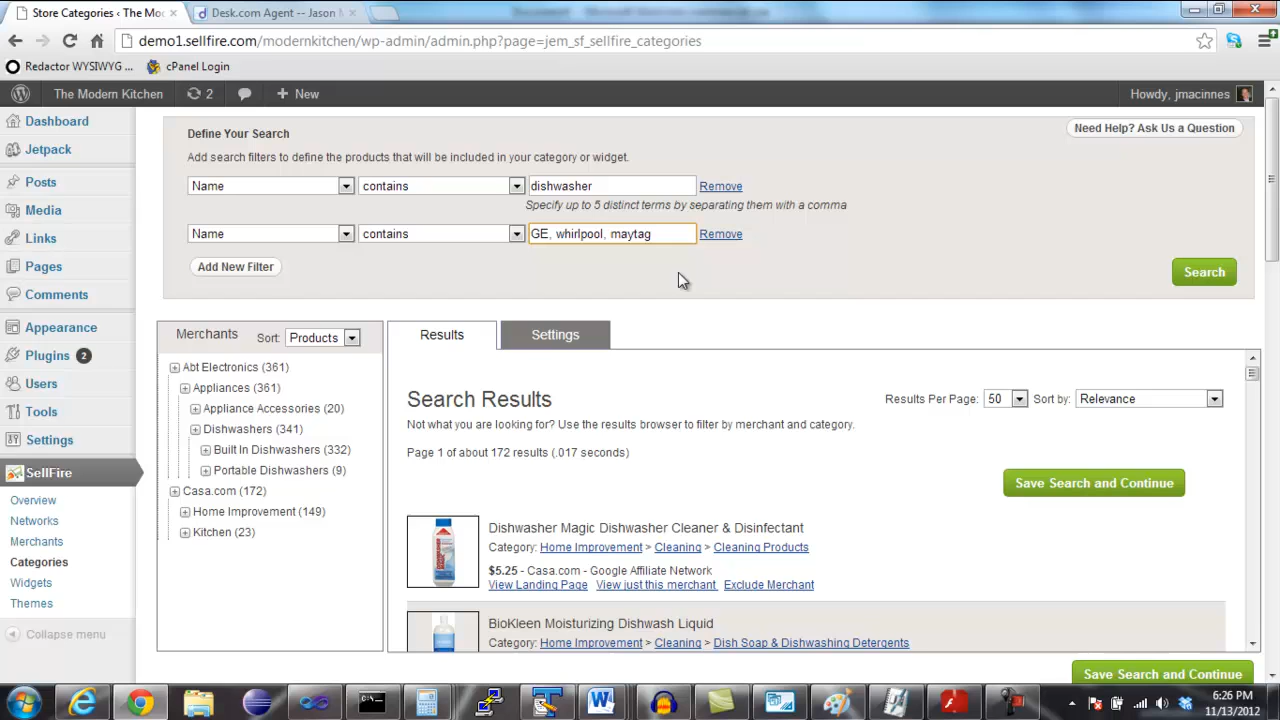 Store Categories ‹ The Mod
Desk.com Agent -- Jason M
demo1.sellfire.com/modernkitchen/wp-admin/admin.php?page=jem_sf_sellfire_categories
Redactor WYSIWYG ...
cPanel Login
The Modern Kitchen
2
New
Howdy, jmacinnes
Dashboard
Jetpack
Posts
Media
Links
Pages
Comments
Appearance
Plugins 2
Users
Tools
Settings
SellFire
Overview
Networks
Merchants
Categories
Widgets
Themes
Collapse menu
Define Your Search
Need Help? Ask Us a Question
Add search filters to define the products that will be included in your category or widget.
Name contains dishwasher Remove
Specify up to 5 distinct terms by separating them with a comma
Name contains GE, whirlpool, maytag Remove
Add New Filter
Search
Merchants Sort: Products
Abt Electronics (361)
Appliances (361)
Appliance Accessories (20)
Dishwashers (341)
Built In Dishwashers (332)
Portable Dishwashers (9)
Casa.com (172)
Home Improvement (149)
Kitchen (23)
Results
Settings
Search Results
Results Per Page: 50 Sort by: Relevance
Not what you are looking for? Use the results browser to filter by merchant and category.
Page 1 of about 172 results (.017 seconds)
Save Search and Continue
Dishwasher Magic Dishwasher Cleaner & Disinfectant
Category: Home Improvement > Cleaning > Cleaning Products
$5.25 - Casa.com - Google Affiliate Network
View Landing Page View just this merchant Exclude Merchant
BioKleen Moisturizing Dishwash Liquid
Category: Home Improvement > Cleaning > Dish Soap & Dishwashing Detergents
Save Search and Continue
6:26 PM
11/13/2012